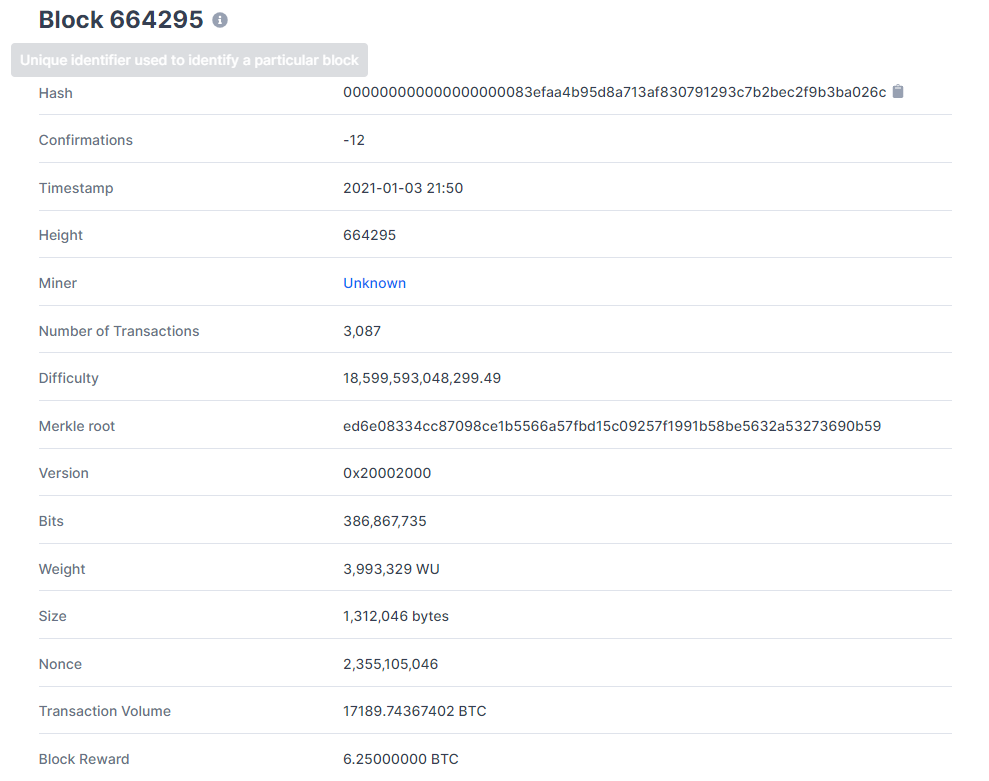 Block 664295
Unique identifier used to identify a particular block
Hash 000000000000000000083efaa4b95d8a713af830791293c7b2bec2f9b3ba026c
Confirmations -12
Timestamp 2021-01-03 21:50
Height 664295
Miner Unknown
Number of Transactions 3,087
Difficulty 18,599,593,048,299.49
Merkle root ed6e08334cc87098ce1b5566a57fbd15c09257f1991b58be5632a53273690b59
Version 0x20002000
Bits 386,867,735
Weight 3,993,329 WU
Size 1,312,046 bytes
Nonce 2,355,105,046
Transaction Volume 17189.74367402 BTC
Block Reward 6.25000000 BTC